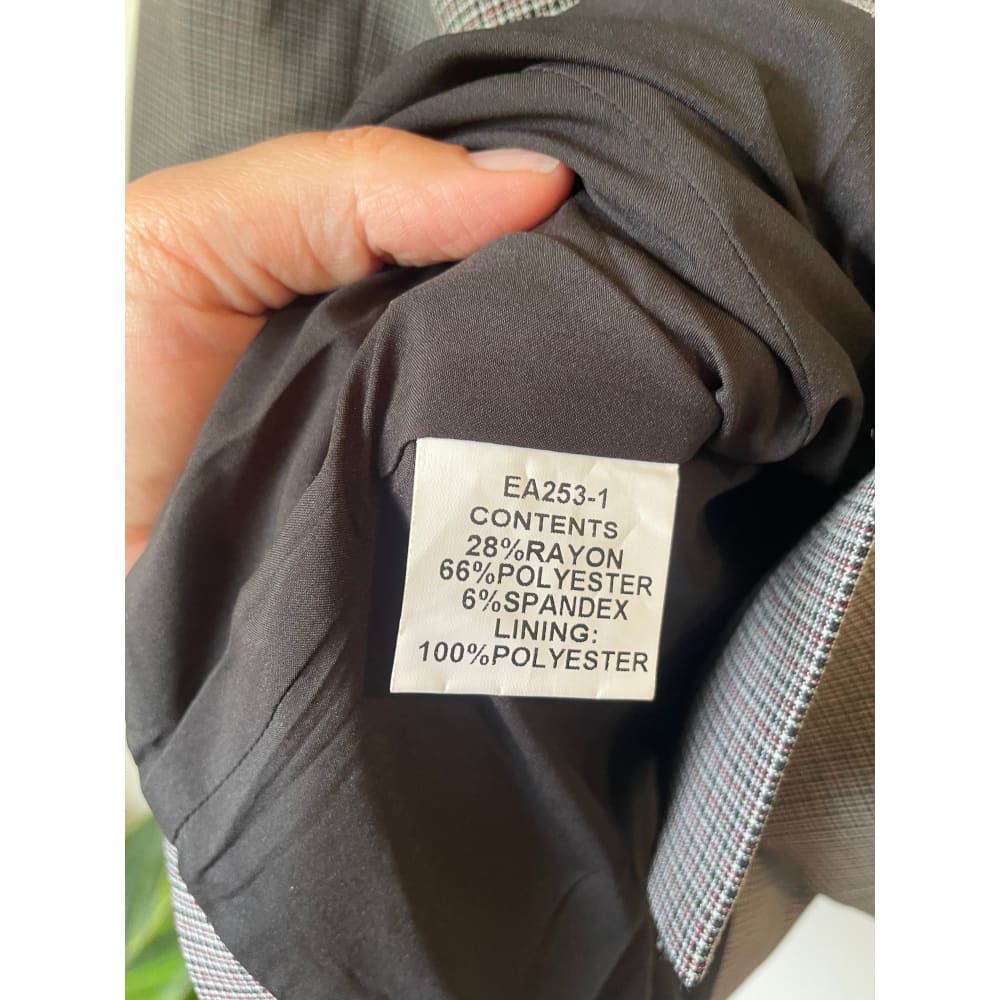 EA253-1
CONTENTS
28%RAYON
66%POLYESTER
6%SPANDEX
LINING:
100%POLYESTER